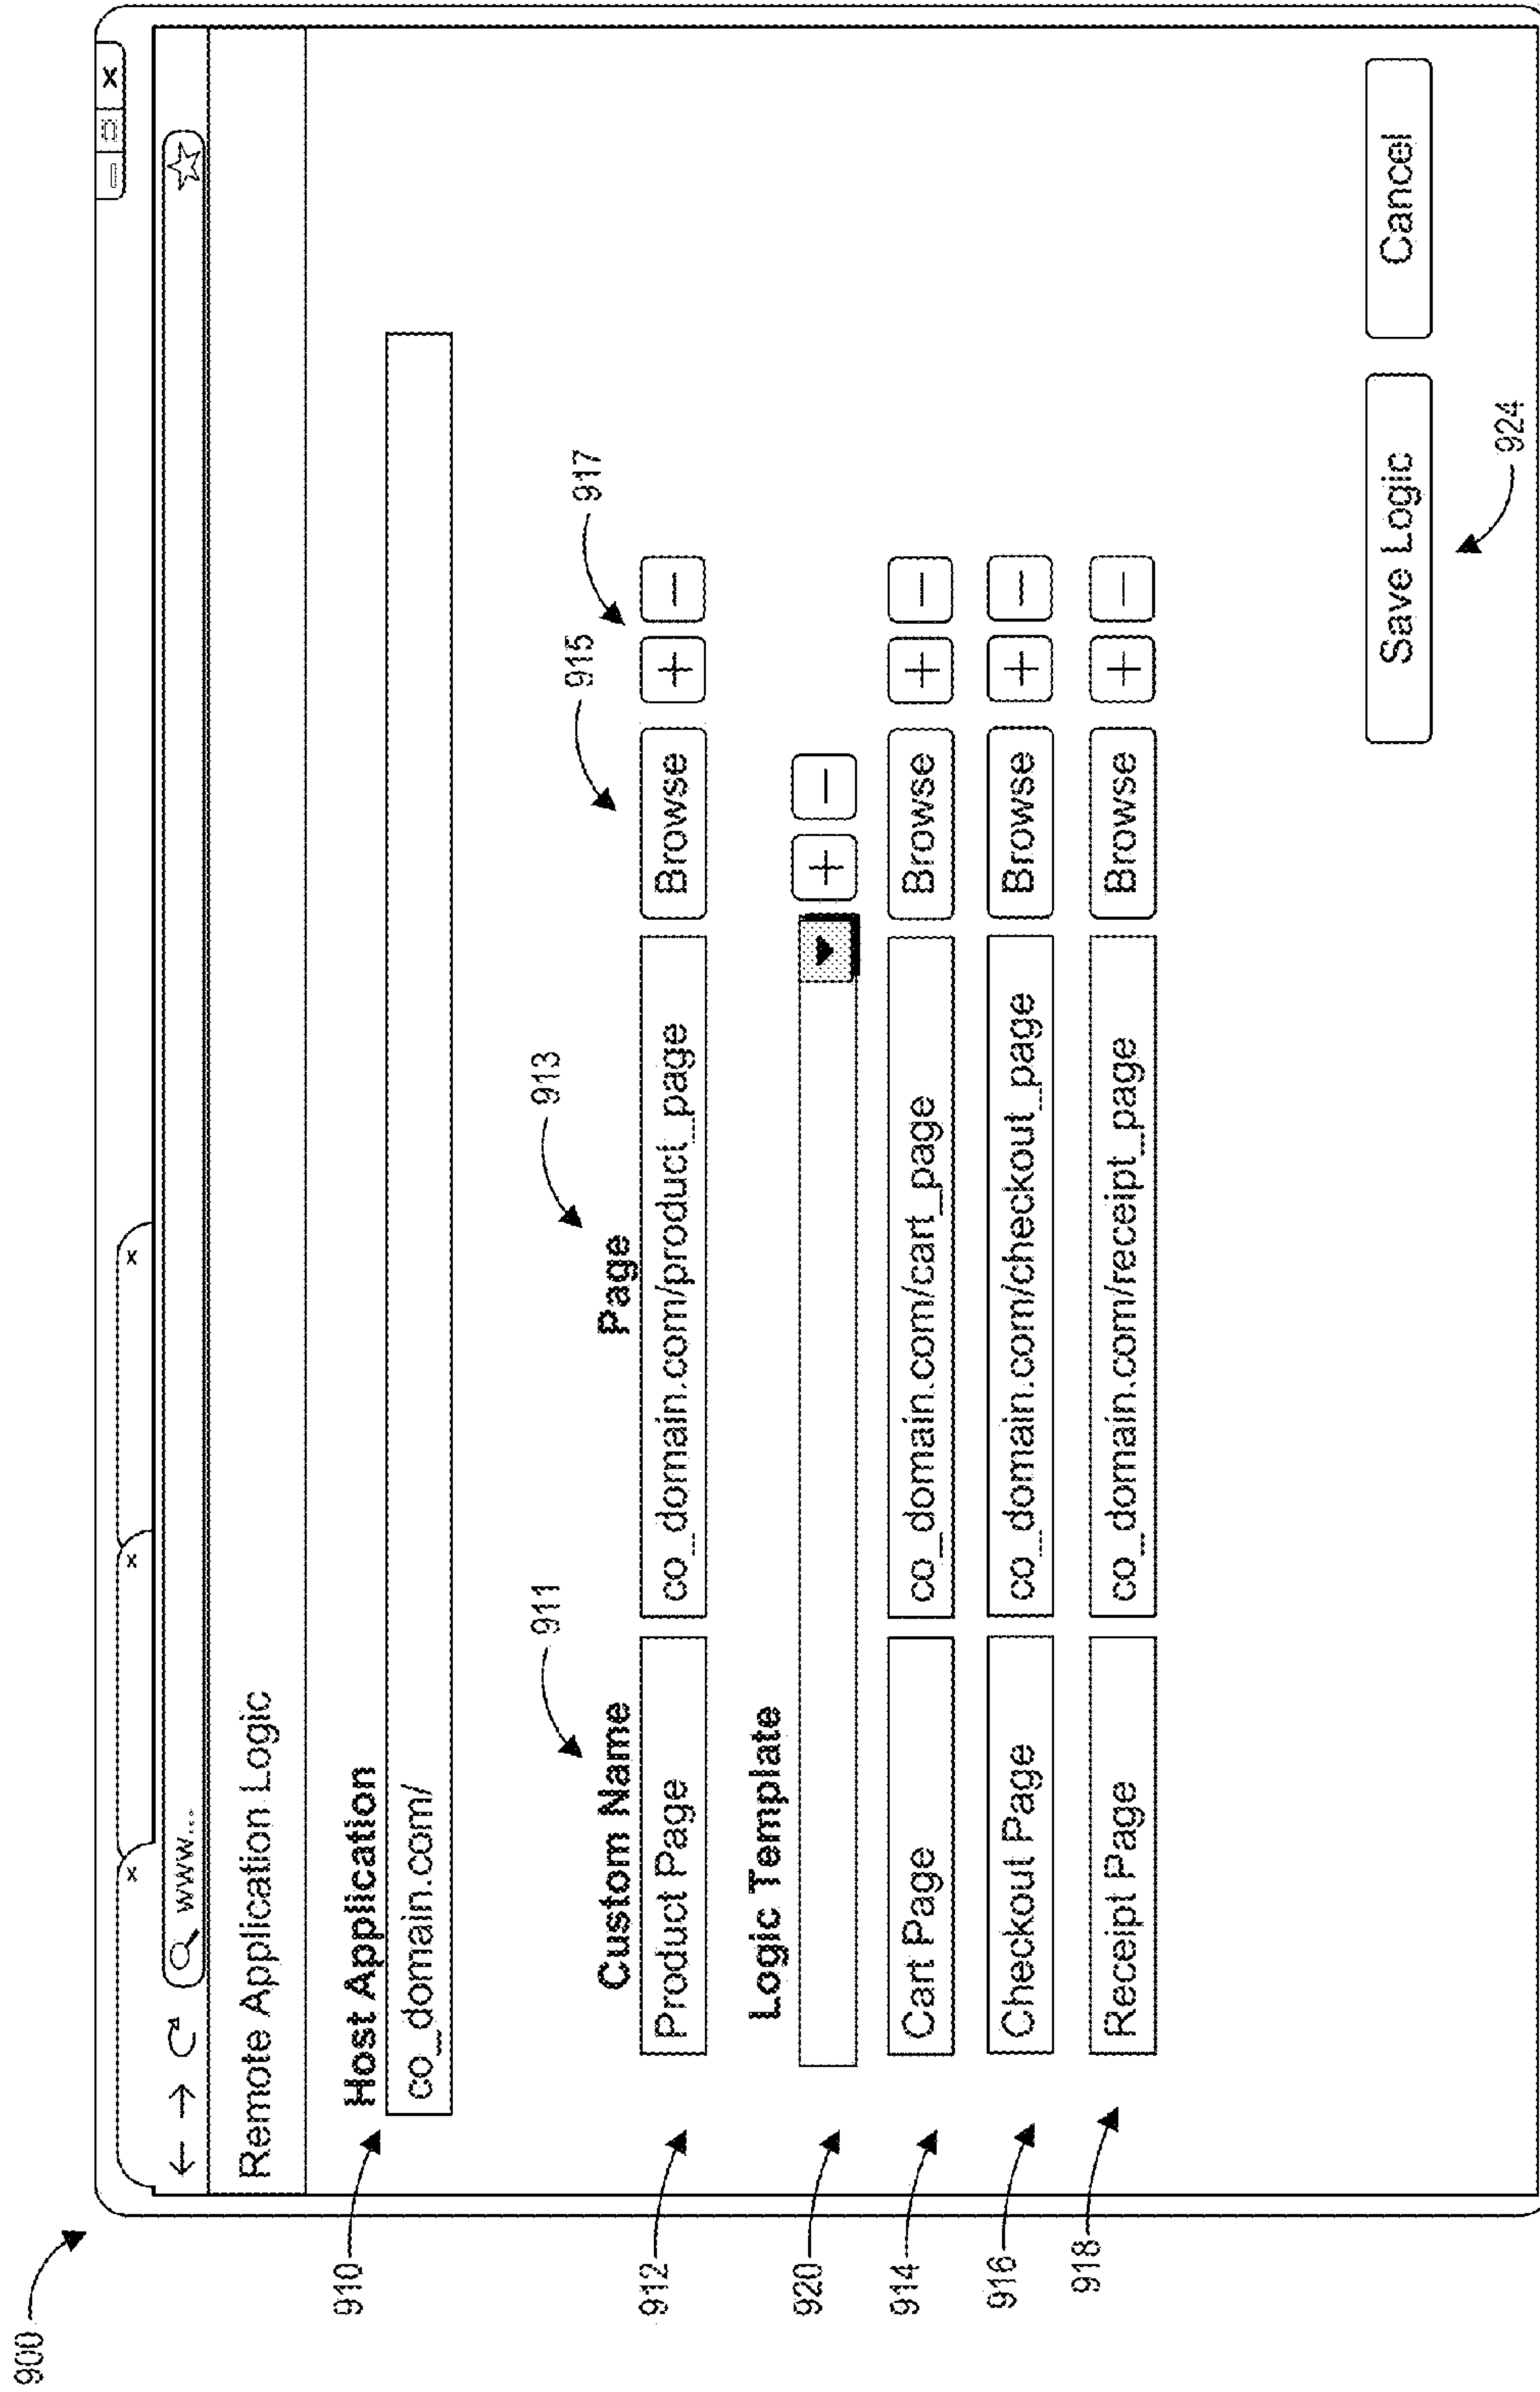 900
x x x
www...
Remote Application Logic
910
Host Application
co_domain.com/
911 913 915 917
Custom Name Page
912
Product Page co_domain.com/product_page Browse + −
Logic Template
920
+ −
914
Cart Page co_domain.com/cart_page Browse + −
916
Checkout Page co_domain.com/checkout_page Browse + −
918
Receipt Page co_domain.com/receipt_page Browse + −
Save Logic Cancel
924